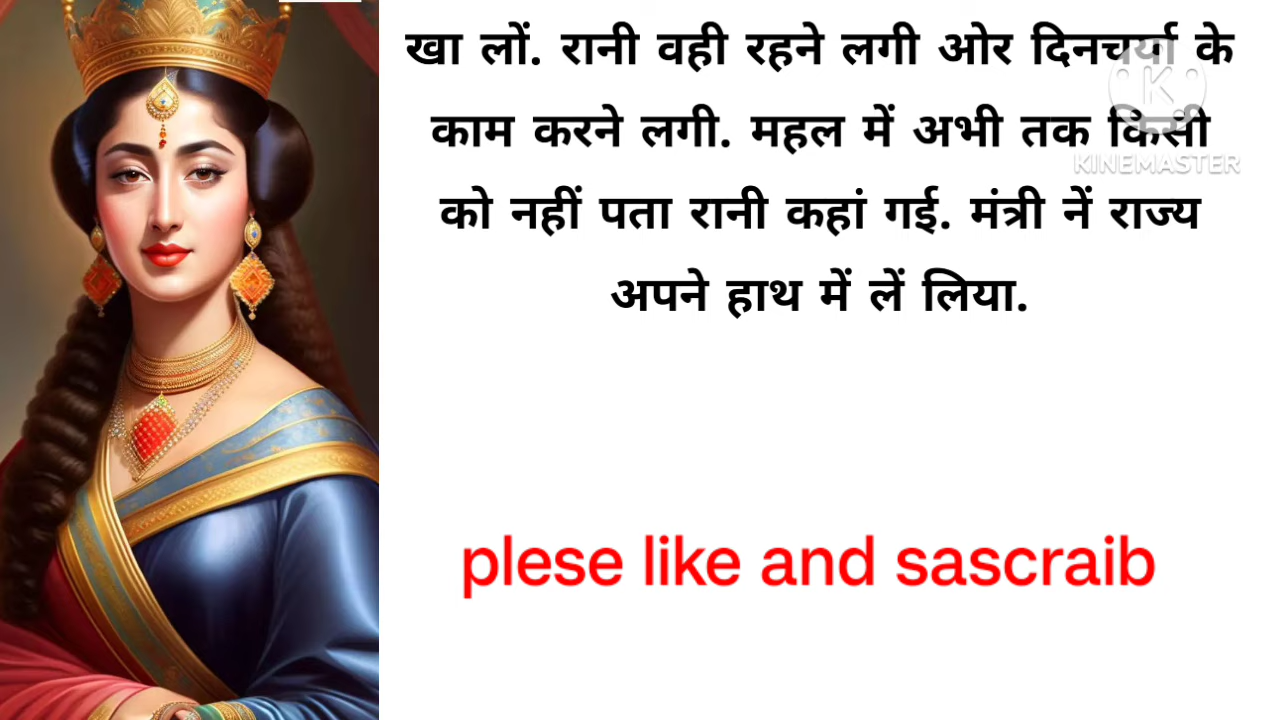 खा लों. रानी वही रहने लगी ओर दिनचर्या के
काम करने लगी. महल में अभी तक किसी
को नहीं पता रानी कहां गई. मंत्री नें राज्य
अपने हाथ में लें लिया.
K
KINEMASTER
plese like and sascraib